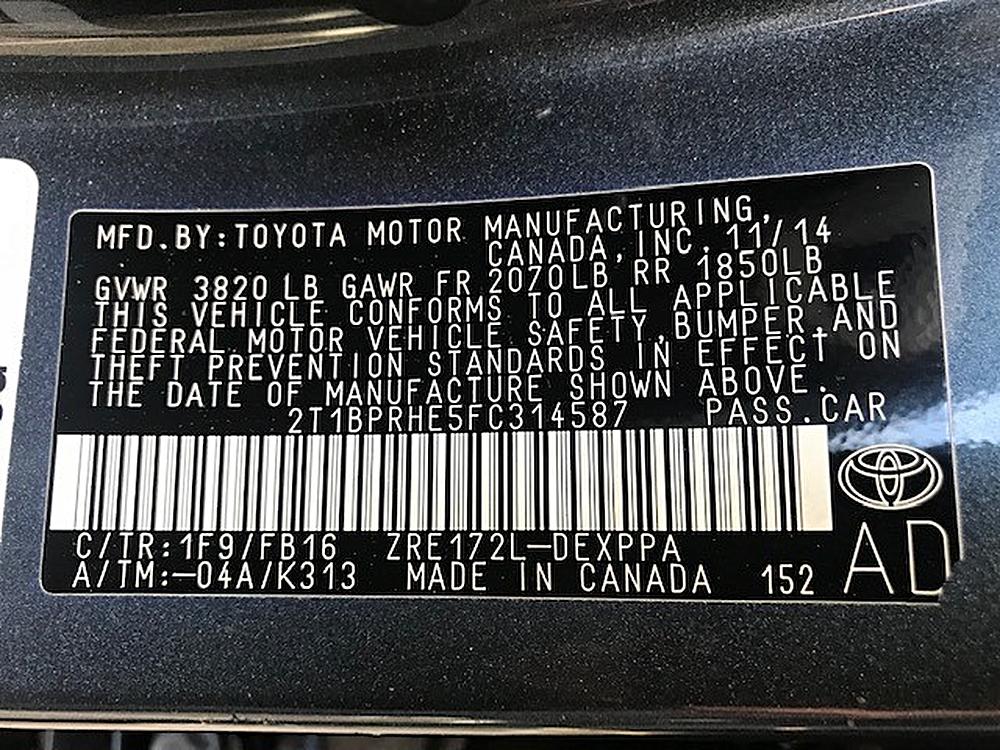 MFD.BY:TOYOTA MOTOR MANUFACTURING,
CANADA, INC. 11/14
GVWR 3820 LB GAWR FR 2070LB RR 1850LB
THIS VEHICLE CONFORMS TO ALL APPLICABLE
FEDERAL MOTOR VEHICLE SAFETY,BUMPER,AND
THEFT PREVENTION STANDARDS IN EFFECT ON
THE DATE OF MANUFACTURE SHOWN ABOVE.
2T1BPRHE5FC314587 PASS.CAR
C/TR:1F9/FB16 ZRE172L—DEXPPA
A/TM:—04A/K313 MADE IN CANADA 152
AD